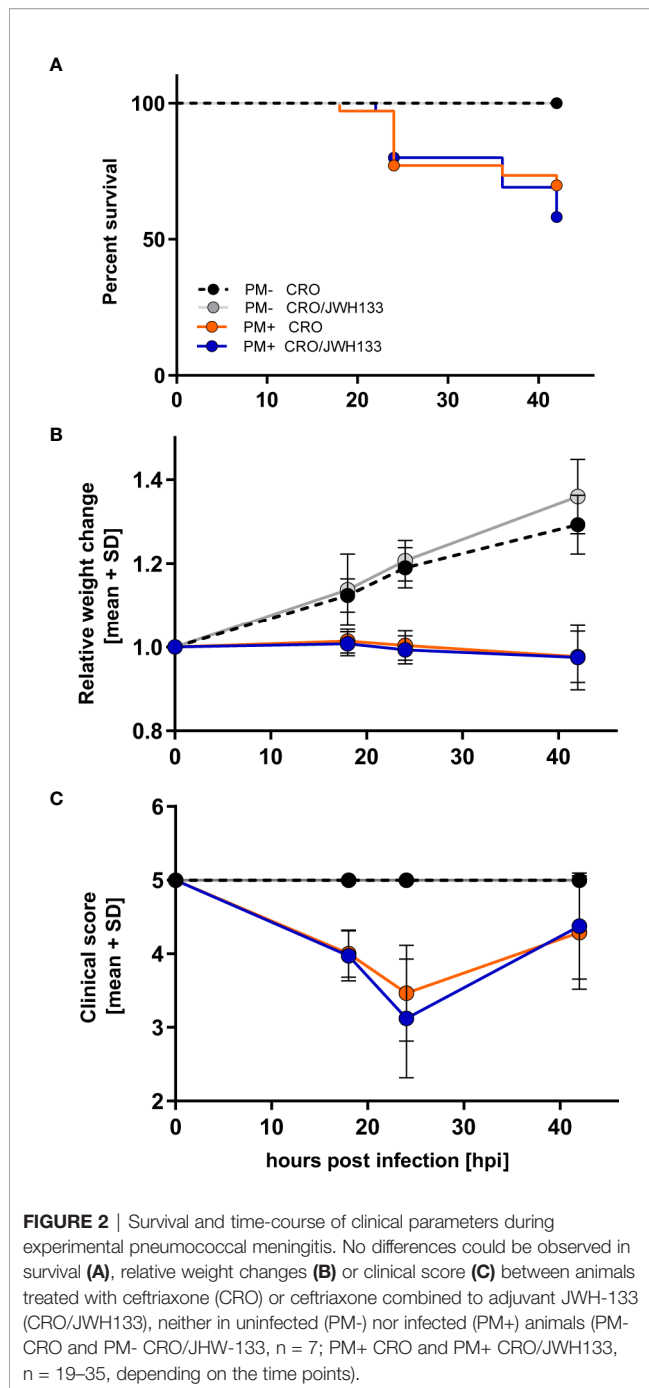 A
Percent survival
100
50
0
PM- CRO
PM- CRO/JWH133
PM+ CRO
PM+ CRO/JWH133
0 10 20 30 40
B
Relative weight change
[mean + SD]
1.4
1.2
1.0
0.8
0 10 20 30 40
C
Clinical score
[mean + SD]
6
5
4
3
2
0 10 20 30 40
hours post infection [hpi]
FIGURE 2 | Survival and time-course of clinical parameters during
experimental pneumococcal meningitis. No differences could be observed in
survival (A), relative weight changes (B) or clinical score (C) between animals
treated with ceftriaxone (CRO) or ceftriaxone combined to adjuvant JWH-133
(CRO/JWH133), neither in uninfected (PM-) nor infected (PM+) animals (PM-
CRO and PM- CRO/JHW-133, n = 7; PM+ CRO and PM+ CRO/JWH133,
n = 19–35, depending on the time points).